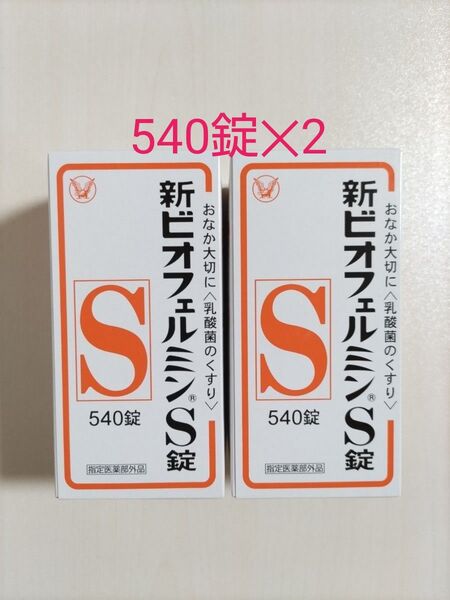 540錠×2
おなか大切に〈乳酸菌のくすり〉
新ビオフェルミン®S錠
S
540錠
指定医薬部外品
おなか大切に〈乳酸菌のくすり〉
新ビオフェルミン®S錠
S
540錠
指定医薬部外品